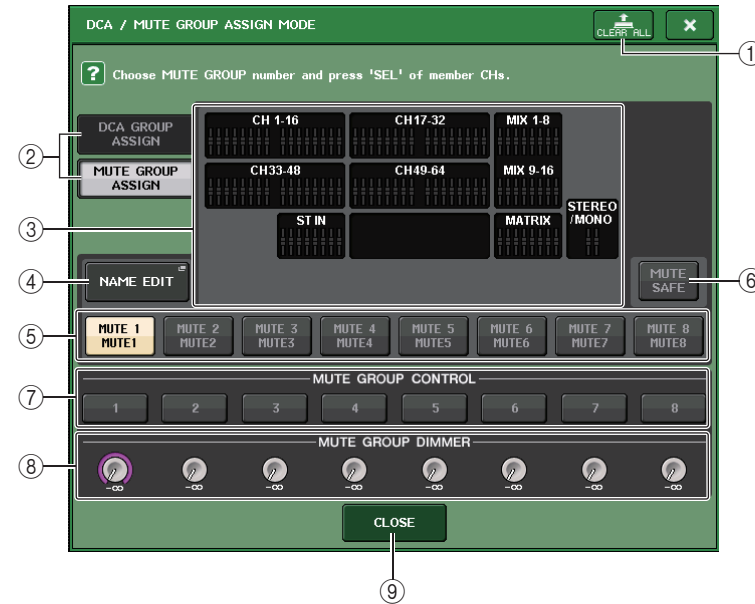 DCA / MUTE GROUP ASSIGN MODE
CLEAR ALL
①
? Choose MUTE GROUP number and press 'SEL' of member CHs.
②
DCA GROUP
ASSIGN
MUTE GROUP
ASSIGN
③
CH 1-16
CH17-32
MIX 1-8
CH33-48
CH49-64
MIX 9-16
ST IN
MATRIX
STEREO
/MONO
④
NAME EDIT
MUTE
SAFE
⑥
⑤
MUTE 1
MUTE1
MUTE 2
MUTE2
MUTE 3
MUTE3
MUTE 4
MUTE4
MUTE 5
MUTE5
MUTE 6
MUTE6
MUTE 7
MUTE7
MUTE 8
MUTE8
⑦
MUTE GROUP CONTROL
1 2 3 4 5 6 7 8
⑧
MUTE GROUP DIMMER
-∞ -∞ -∞ -∞ -∞ -∞ -∞ -∞
CLOSE
⑨